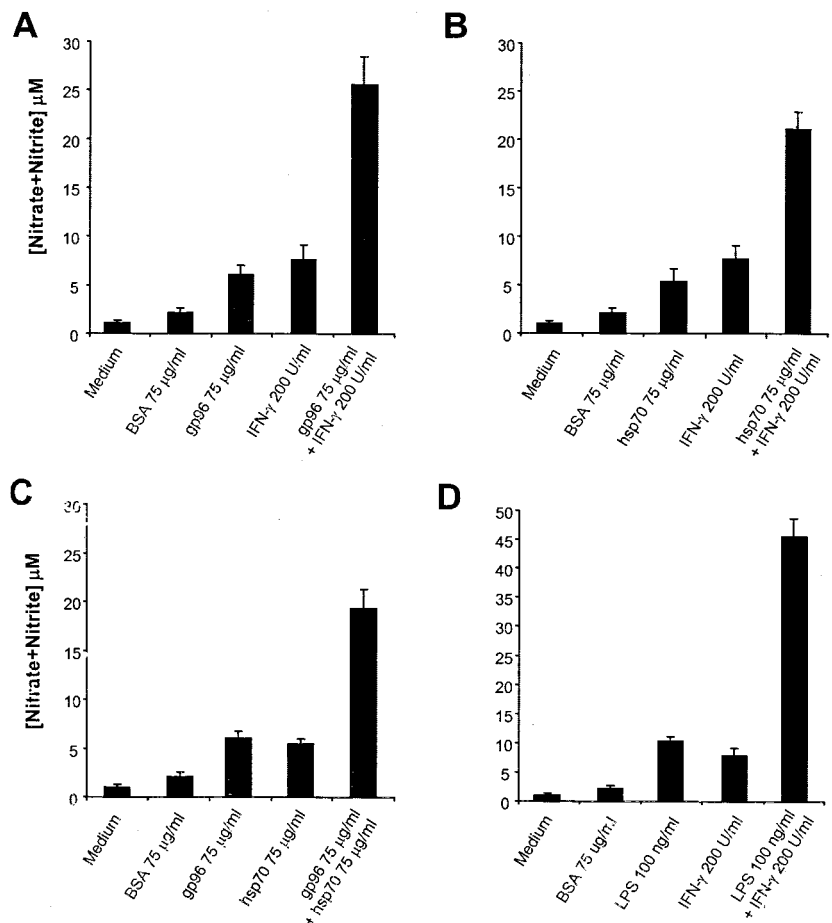 A
[Nitrate+Nitrite] μM
30
25
20
15
10
5
0
Medium
BSA 75 μg/ml
gp96 75 μg/ml
IFN-γ 200 U/ml
gp96 75 μg/ml
+ IFN-γ 200 U/ml
B
30
25
20
15
10
5
0
Medium
BSA 75 μg/ml
hsp70 75 μg/ml
IFN-γ 200 U/ml
hsp70 75 μg/ml
+ IFN-γ 200 U/ml
C
[Nitrate+Nitrite] μM
30
25
20
15
10
5
0
Medium
BSA 75 μg/ml
gp96 75 μg/ml
hsp70 75 μg/ml
gp96 75 μg/ml
+ hsp70 75 μg/ml
D
50
45
40
35
30
25
20
15
10
5
0
Medium
BSA 75 ug/ml
LPS 100 ng/ml
IFN-γ 200 U/ml
LPS 100 ng/ml
+ IFN-γ 200 U/ml